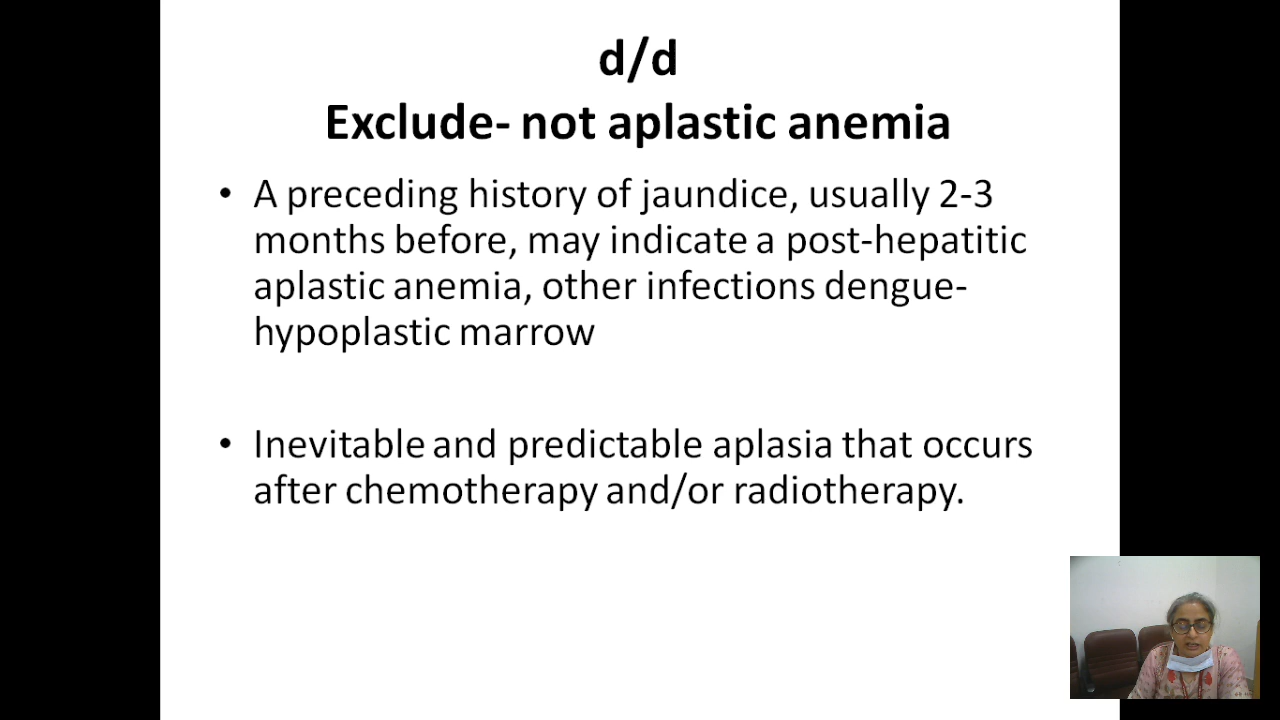 d/d
Exclude- not aplastic anemia
• A preceding history of jaundice, usually 2-3
months before, may indicate a post-hepatitic
aplastic anemia, other infections dengue-
hypoplastic marrow
• Inevitable and predictable aplasia that occurs
after chemotherapy and/or radiotherapy.